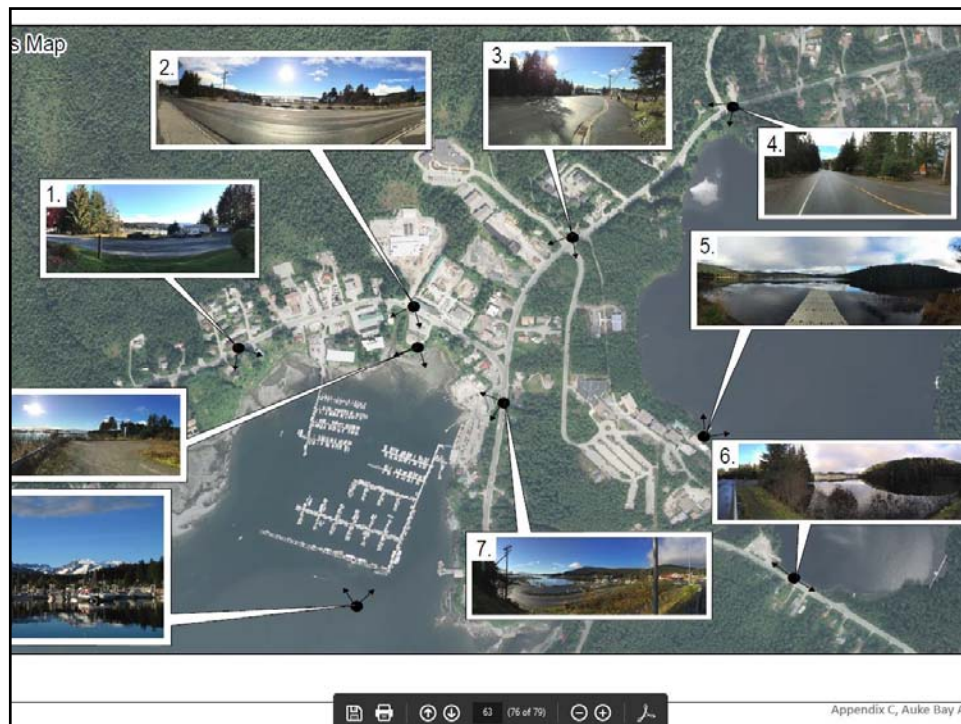 s Map
2.
3.
4.
1.
5.
6.
7.
63 (76 of 79)
Appendix C, Auke Bay A